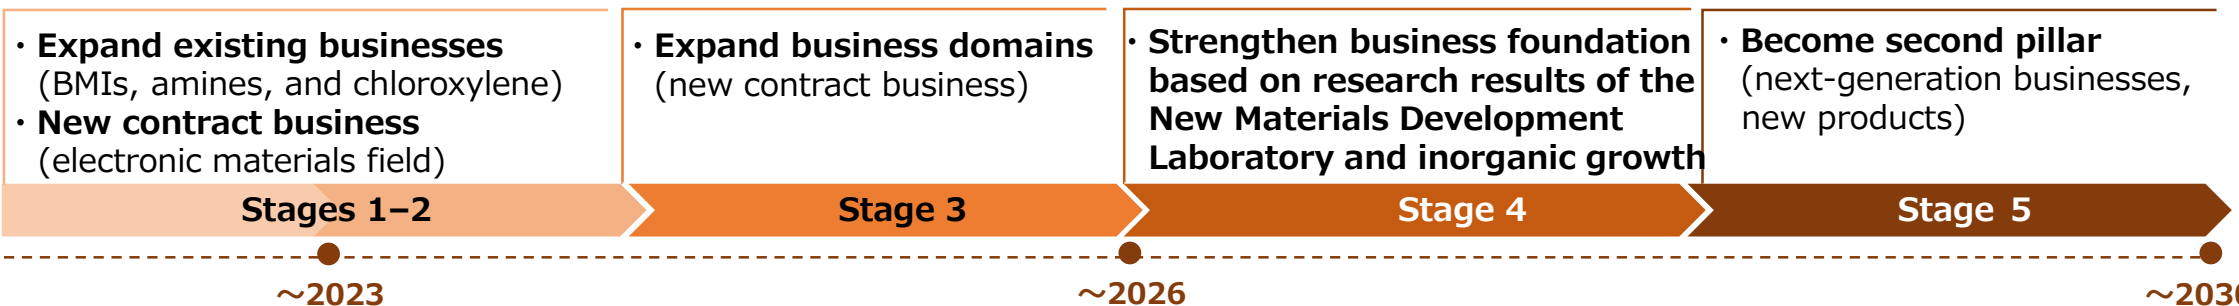 ・Expand existing businesses
(BMIs, amines, and chloroxylene)
・New contract business
(electronic materials field)
・Expand business domains
(new contract business)
・Strengthen business foundation
based on research results of the
New Materials Development
Laboratory and inorganic growth
・Become second pillar
(next-generation businesses,
new products)
Stages 1–2
Stage 3
Stage 4
Stage 5
～2023
～2026
～2030